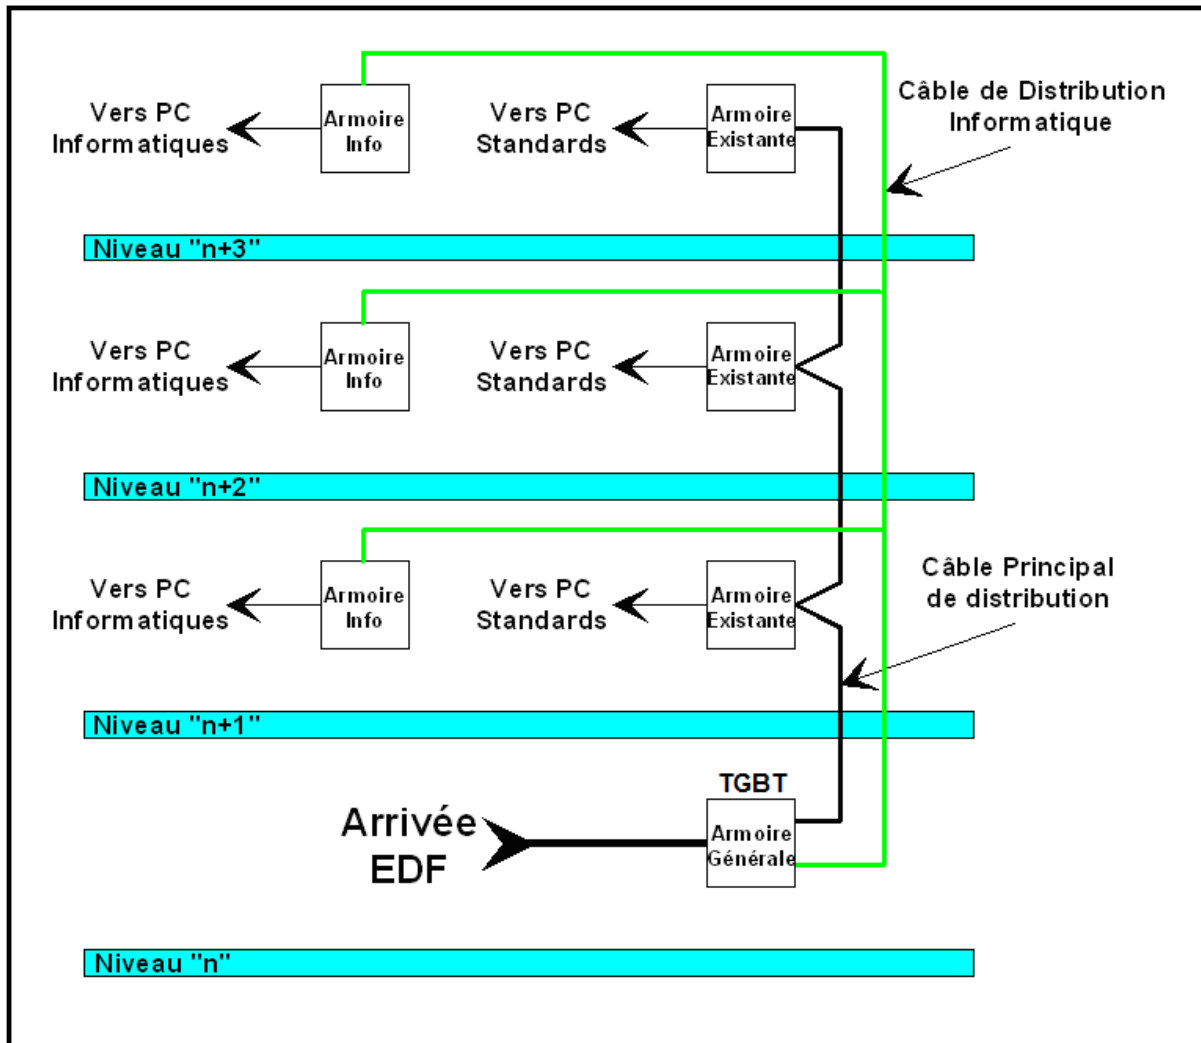 Vers PC
Informatiques
Armoire
Info
Vers PC
Standards
Armoire
Existante
Câble de Distribution
Informatique
Niveau "n+3"
Vers PC
Informatiques
Armoire
Info
Vers PC
Standards
Armoire
Existante
Niveau "n+2"
Vers PC
Informatiques
Armoire
Info
Vers PC
Standards
Armoire
Existante
Câble Principal
de distribution
Niveau "n+1"
TGBT
Arrivée
EDF
Armoire
Générale
Niveau "n"